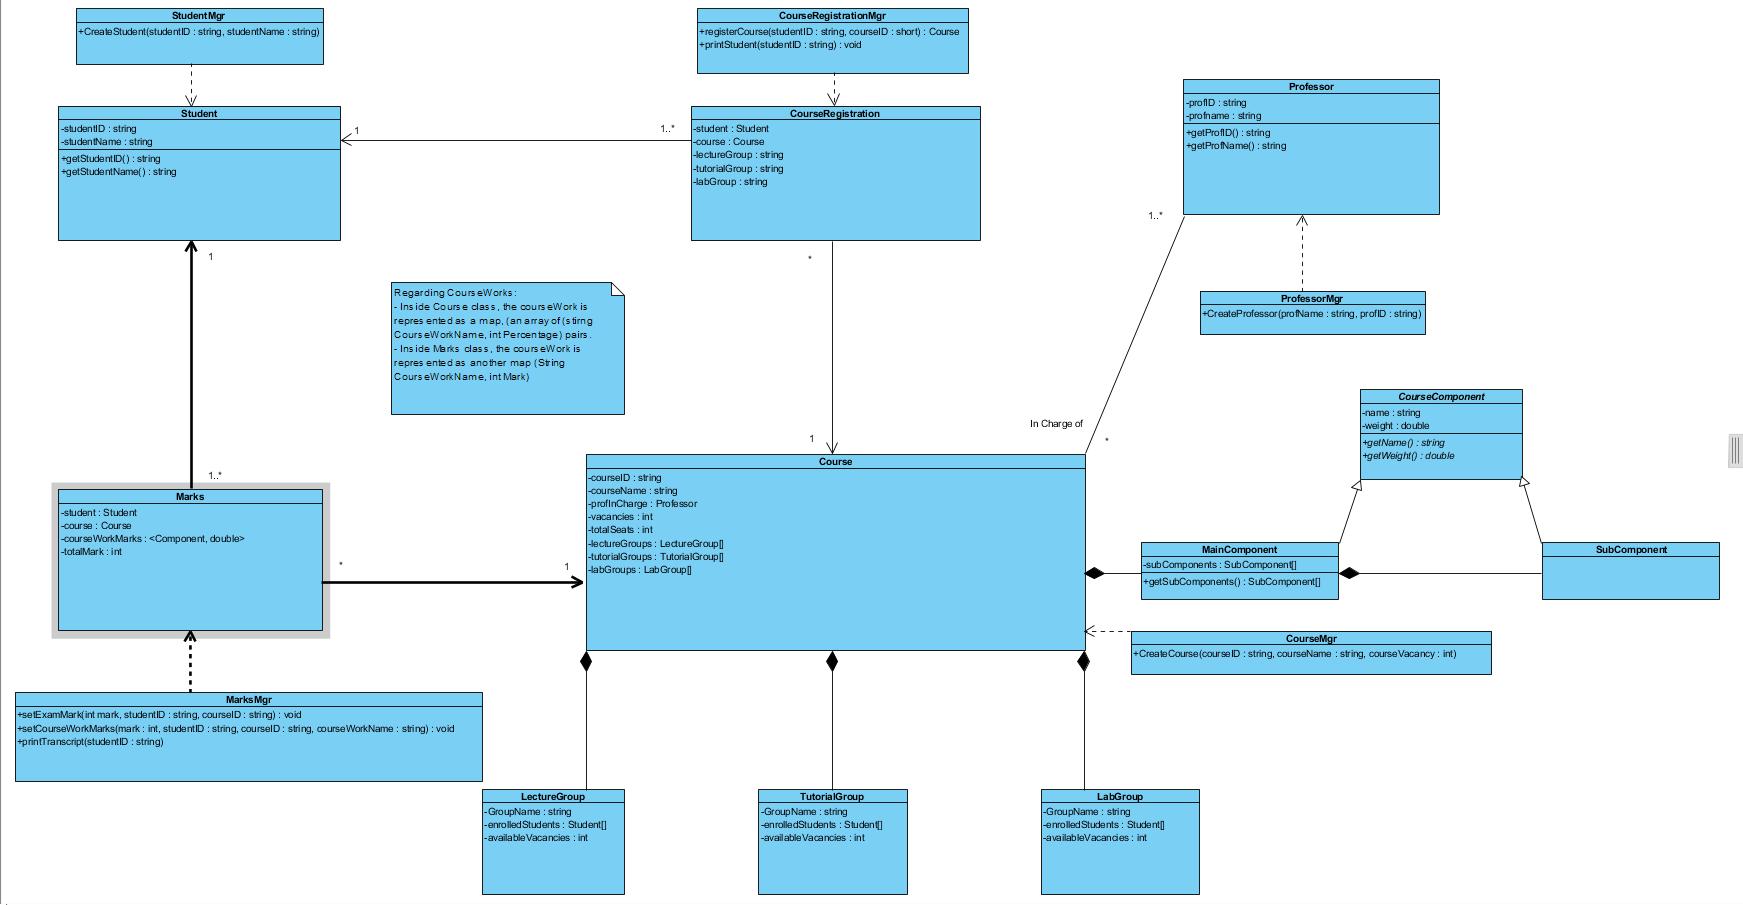 StudentMgr
+CreateStudent(studentID : string, studentName : string)
CourseRegistrationMgr
+registerCourse(studentID : string, courseID : short) : Course
+printStudent(studentID : string) : void
Professor
-profID : string
-profname : string
+getProfID() : string
+getProfName() : string
Student
-studentID : string
-studentName : string
+getStudentID() : string
+getStudentName() : string
1
1..*
CourseRegistration
-student : Student
-course : Course
-lectureGroup : string
-tutorialGroup : string
-labGroup : string
1..*
1
*
Regarding CourseWorks:
- Inside Course class, the courseWork is
represented as a map, (an array of (stirng
CourseWorkName, int Percentage) pairs.
- Inside Marks class, the courseWork is
represented as another map (String
CourseWorkName, int Mark)
ProfessorMgr
+CreateProfessor(profName : string, profID : string)
CourseComponent
-name : string
-weight : double
+getName() : string
+getWeight() : double
In Charge of
*
1
1..*
Marks
-student : Student
-course : Course
-courseWorkMarks : <Component, double>
-totalMark : int
*
1
Course
-courseID : string
-courseName : string
-profInCharge : Professor
-vacancies : int
-totalSeats : int
-lectureGroups : LectureGroup[]
-tutorialGroups : TutorialGroup[]
-labGroups : LabGroup[]
MainComponent
-subComponents : SubComponent[]
+getSubComponents() : SubComponent[]
SubComponent
CourseMgr
+CreateCourse(courseID : string, courseName : string, courseVacancy : int)
MarksMgr
+setExamMark(int mark, studentID : string, courseID : string) : void
+setCourseWorkMarks(mark : int, studentID : string, courseID : string, courseWorkName : string) : void
+printTranscript(studentID : string)
LectureGroup
-GroupName : string
-enrolledStudents : Student[]
-availableVacancies : int
TutorialGroup
-GroupName : string
-enrolledStudents : Student[]
-availableVacancies : int
LabGroup
-GroupName : string
-enrolledStudents : Student[]
-availableVacancies : int